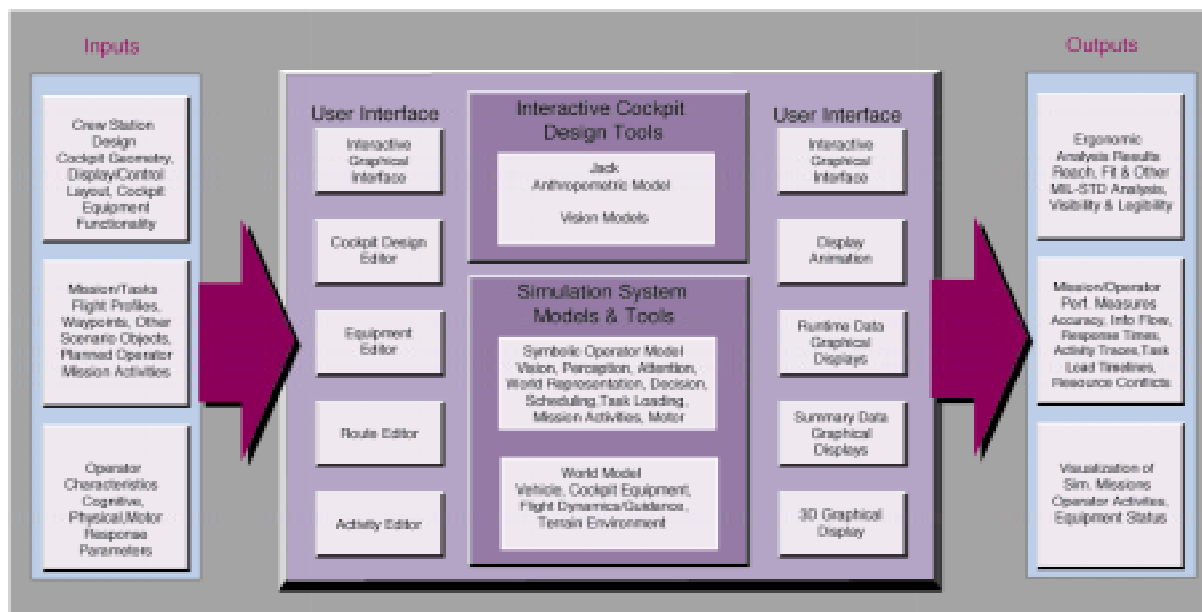 Inputs
Crew Station
Design
Cockpit Geometry,
Display/Control
Layout, Cockpit
Equipment
Functionality
Mission/Tasks
Flight Profiles,
Waypoints, Other
Scenario Objects,
Planned Operator
Mission Activities
Operator
Characteristics
Cognitive,
Physical,Motor
Response
Parameters
User Interface
Interactive
Graphical
Interface
Cockpit Design
Editor
Equipment
Editor
Route Editor
Activity Editor
Interactive Cockpit
Design Tools
Jack
Anthropometric Model
Vision Models
Simulation System
Models & Tools
Symbolic Operator Model
Vision, Perception, Attention,
World Representation, Decision,
Scheduling,Task Loading,
Mission Activities, Motor
World Model
Vehicle, Cockpit Equipment,
Flight Dynamics/Guidance,
Terrain Environment
User Interface
Interactive
Graphical
Interface
Display
Animation
Runtime Data
Graphical
Displays
Summary Data
Graphical
Displays
3D Graphical
Display
Outputs
Ergonomic
Analysis Results
Reach, Fit & Other
MIL-STD Analysis,
Visibility & Legibility
Mission/Operator
Perf. Measures
Accuracy, Info Flow,
Response Times,
Activity Traces,Task
Load Timelines,
Resource Conflicts
Visualization of
Sim. Missions
Operator Activities,
Equipment Status